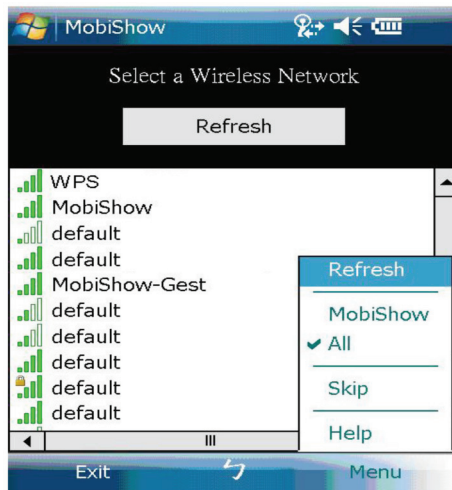 MobiShow
Select a Wireless Network
Refresh
WPS
MobiShow
default
default
MobiShow-Gest
default
default
default
default
default
Refresh
MobiShow
All
Skip
Help
Exit
Menu